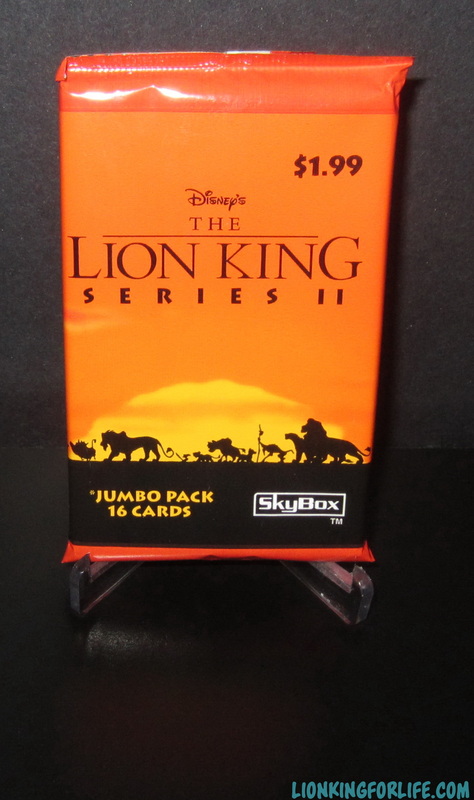 $1.99
Disney's
THE
LION KING
SERIES II
*JUMBO PACK
16 CARDS
SkyBox
TM
LIONKINGFORLIFE.COM